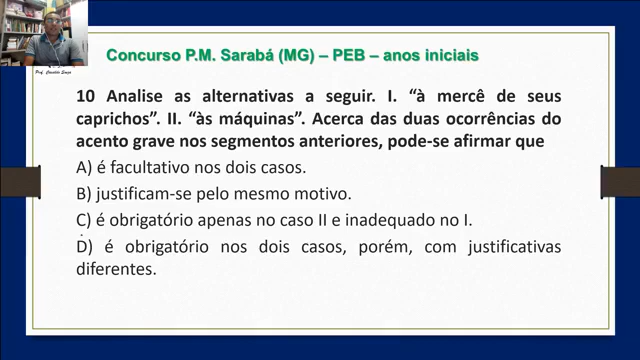 Concurso P.M. Sarabá (MG) – PEB – anos iniciais
10 Analise as alternativas a seguir. I. “à mercê de seus
caprichos”. II. “às máquinas”. Acerca das duas ocorrências do
acento grave nos segmentos anteriores, pode-se afirmar que
A) é facultativo nos dois casos.
B) justificam-se pelo mesmo motivo.
C) é obrigatório apenas no caso II e inadequado no I.
D) é obrigatório nos dois casos, porém, com justificativas
diferentes.